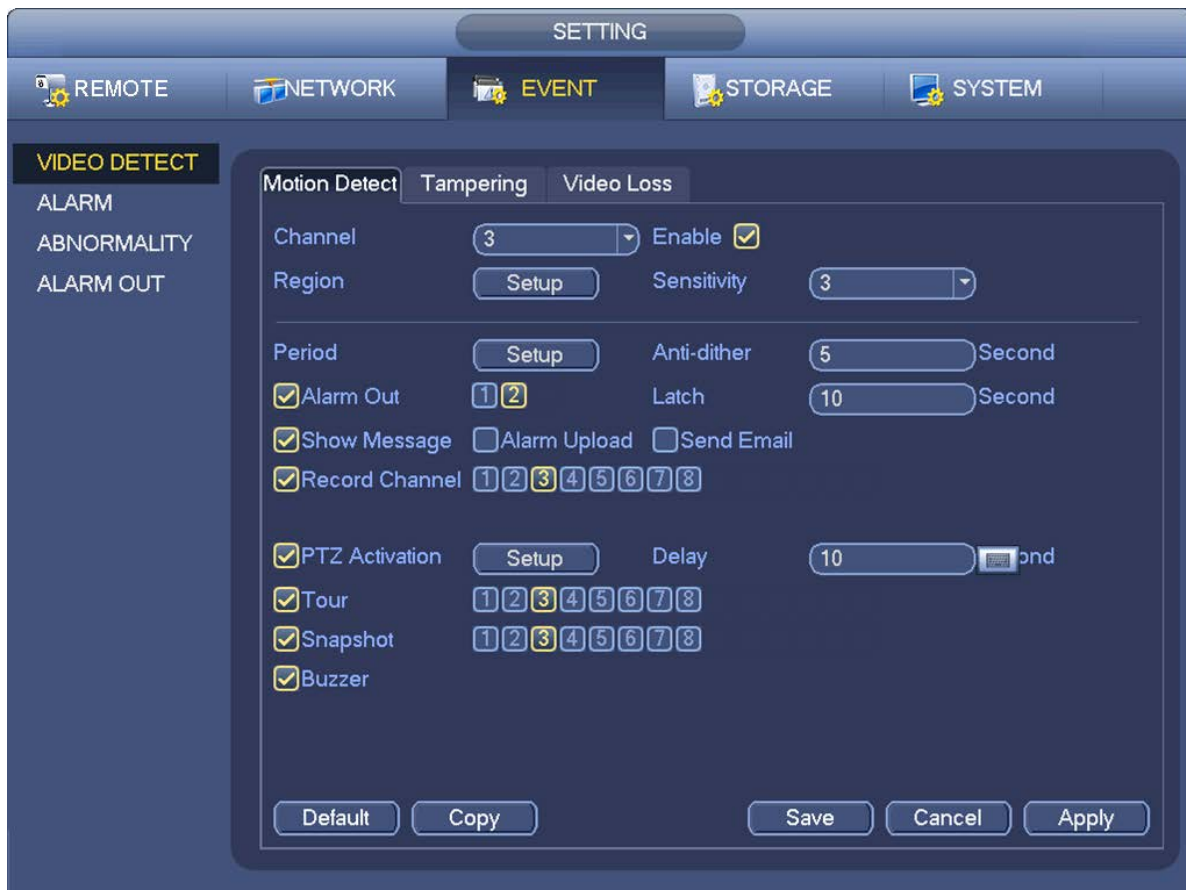 SETTING
REMOTE NETWORK EVENT STORAGE SYSTEM
VIDEO DETECT
ALARM
ABNORMALITY
ALARM OUT
Motion Detect Tampering Video Loss
Channel 3 Enable
Region Setup Sensitivity 3
Period Setup Anti-dither 5 Second
Alarm Out 1 2 Latch 10 Second
Show Message Alarm Upload Send Email
Record Channel 1 2 3 4 5 6 7 8
PTZ Activation Setup Delay 10 ond
Tour 1 2 3 4 5 6 7 8
Snapshot 1 2 3 4 5 6 7 8
Buzzer
Default Copy Save Cancel Apply